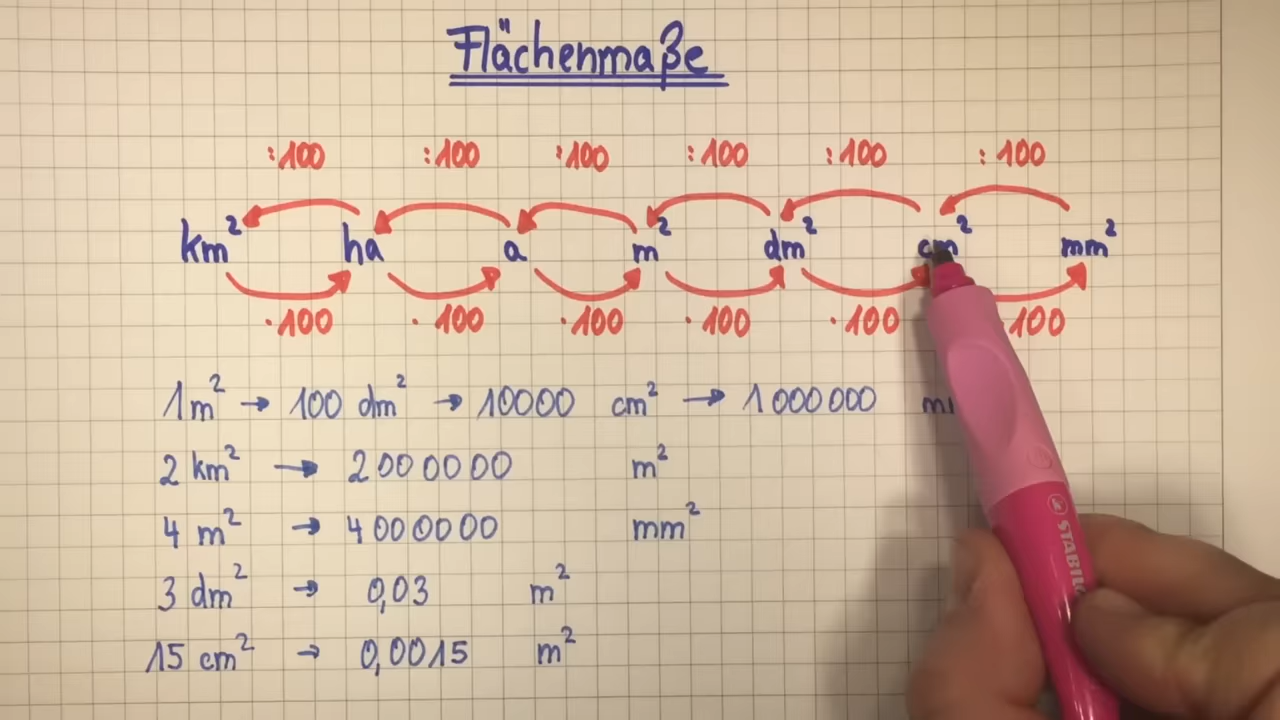 Flächenmaße
:100 :100 :100 :100 :100 :100
km² ha a m² dm² cm² mm²
·100 ·100 ·100 ·100 ·100 ·100
1m² → 100 dm² → 10000 cm² → 1000000
2 km² → 2000000 m²
4 m² → 4000000 mm²
3 dm² → 0,03 m²
15 cm² → 0,0015 m²
STABILO